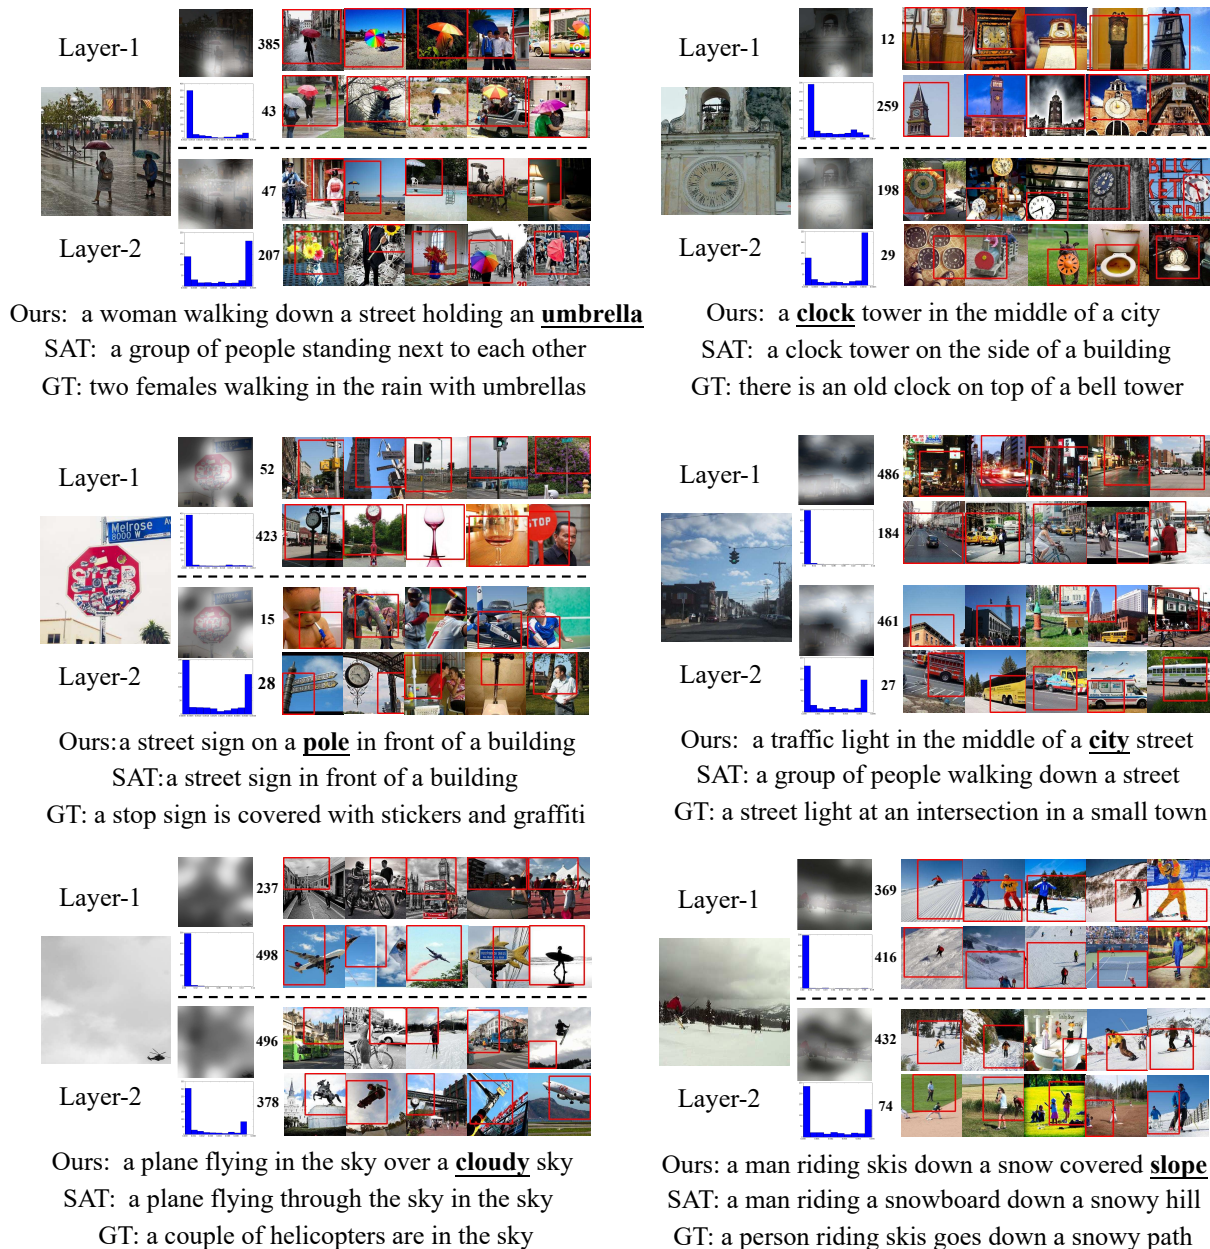 Layer-1
385
43
47
Layer-2
207
Ours: a woman walking down a street holding an umbrella
SAT: a group of people standing next to each other
GT: two females walking in the rain with umbrellas
Layer-1
12
259
198
Layer-2
29
Ours: a clock tower in the middle of a city
SAT: a clock tower on the side of a building
GT: there is an old clock on top of a bell tower
Layer-1
52
423
Melrose Av
8000 W
STOP
15
Layer-2
28
Ours: a street sign on a pole in front of a building
SAT: a street sign in front of a building
GT: a stop sign is covered with stickers and graffiti
Layer-1
486
184
461
Layer-2
27
Ours: a traffic light in the middle of a city street
SAT: a group of people walking down a street
GT: a street light at an intersection in a small town
Layer-1
237
498
496
Layer-2
378
Ours: a plane flying in the sky over a cloudy sky
SAT: a plane flying through the sky in the sky
GT: a couple of helicopters are in the sky
Layer-1
369
416
432
Layer-2
74
Ours: a man riding skis down a snow covered slope
SAT: a man riding a snowboard down a snowy hill
GT: a person riding skis goes down a snowy path